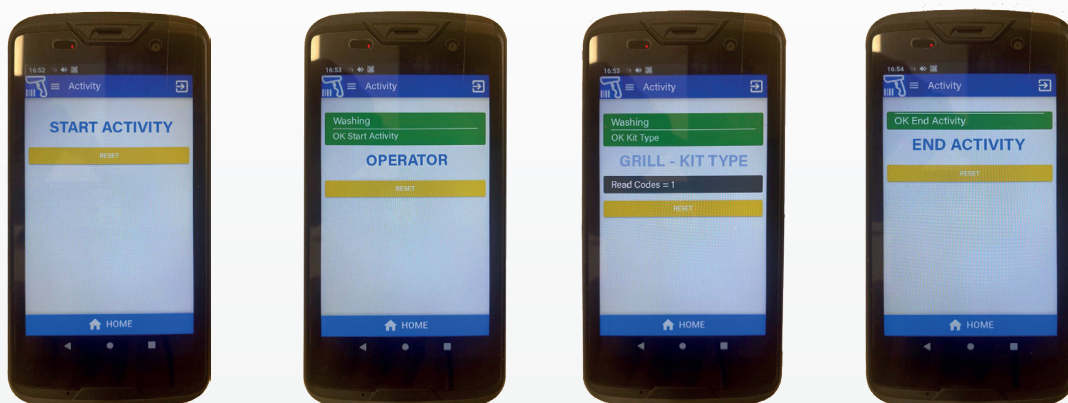 16:52
Activity
START ACTIVITY
RESET
HOME
16:53
Activity
Washing
OK Start Activity
OPERATOR
RESET
HOME
16:53
Activity
Washing
OK Kit Type
GRILL - KIT TYPE
Read Codes = 1
RESET
HOME
16:54
Activity
OK End Activity
END ACTIVITY
RESET
HOME